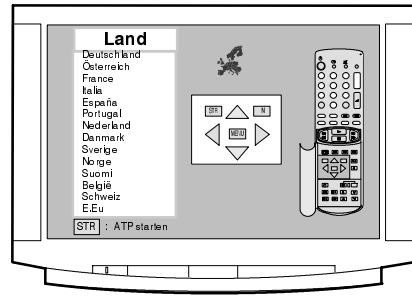 Land
Deutschland
Österreich
France
Italia
España
Portugal
Nederland
Danmark
Sverige
Norge
Suomi
België
Schweiz
E.Eu
STR : ATP starten
STR
IN
MENU